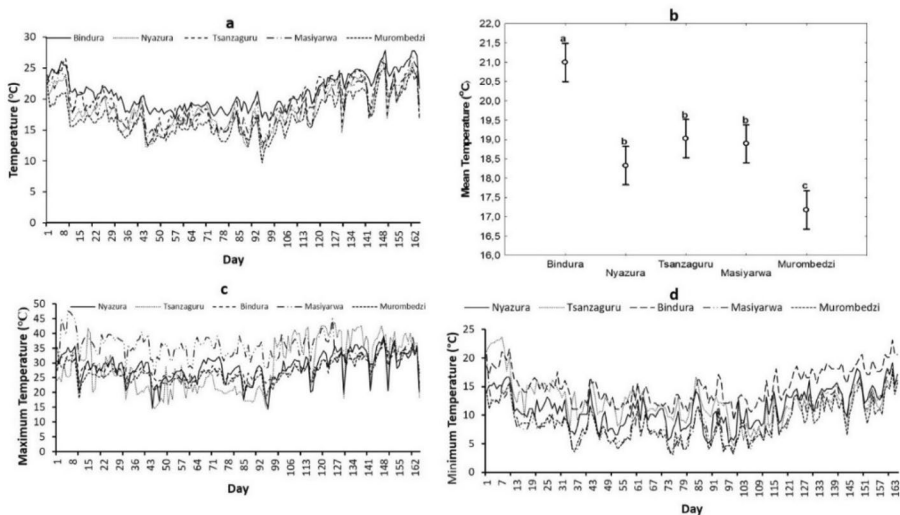 a
Bindura Nyazura Tsanzaguru Masiyarwa Murombedzi
30
25
20
15
10
5
0
Temperature (°C)
1 8 15 22 29 36 43 50 57 64 71 78 85 92 99 106 113 120 127 134 141 148 155 162
Day
b
22,0
21,5
21,0
20,5
20,0
19,5
19,0
18,5
18,0
17,5
17,0
16,5
16,0
Mean Temperature (°C)
a
b
b
b
c
Bindura Nyazura Tsanzaguru Masiyarwa Murombedzi
c
Nyazura Tsanzaguru Bindura Masiyarwa Murombedzi
50
45
40
35
30
25
20
15
10
5
0
Maximum Temperature (°C)
1 8 15 22 29 36 43 50 57 64 71 78 85 92 99 106 113 120 127 134 141 148 155 162
Day
d
Nyazura Tsanzaguru Bindura Masiyarwa Murombedzi
25
20
15
10
5
0
Minimum Temperature (°C)
1 7 13 19 25 31 37 43 49 55 61 67 73 79 85 91 97 103 109 115 121 127 133 139 145 151 157 163
Day